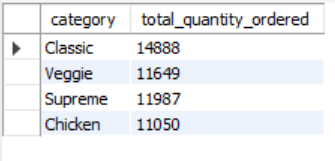 category total_quantity_ordered
Classic 14888
Veggie 11649
Supreme 11987
Chicken 11050